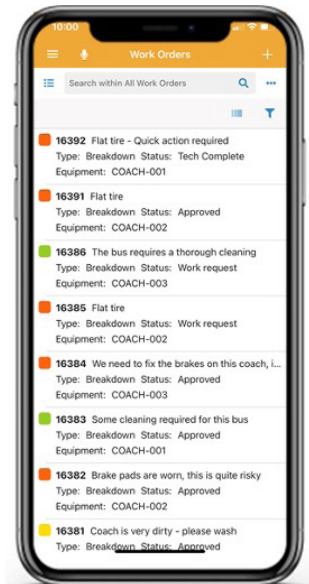 10:00
Work Orders
Search within All Work Orders
16392 Flat tire - Quick action required
Type: Breakdown Status: Tech Complete
Equipment: COACH-001
16391 Flat tire
Type: Breakdown Status: Approved
Equipment: COACH-002
16386 The bus requires a thorough cleaning
Type: Breakdown Status: Work request
Equipment: COACH-003
16385 Flat tire
Type: Breakdown Status: Work request
Equipment: COACH-002
16384 We need to fix the brakes on this coach, i...
Type: Breakdown Status: Approved
Equipment: COACH-003
16383 Some cleaning required for this bus
Type: Breakdown Status: Approved
Equipment: COACH-001
16382 Brake pads are worn, this is quite risky
Type: Breakdown Status: Approved
Equipment: COACH-002
16381 Coach is very dirty - please wash
Type: Breakdown Status: Approved